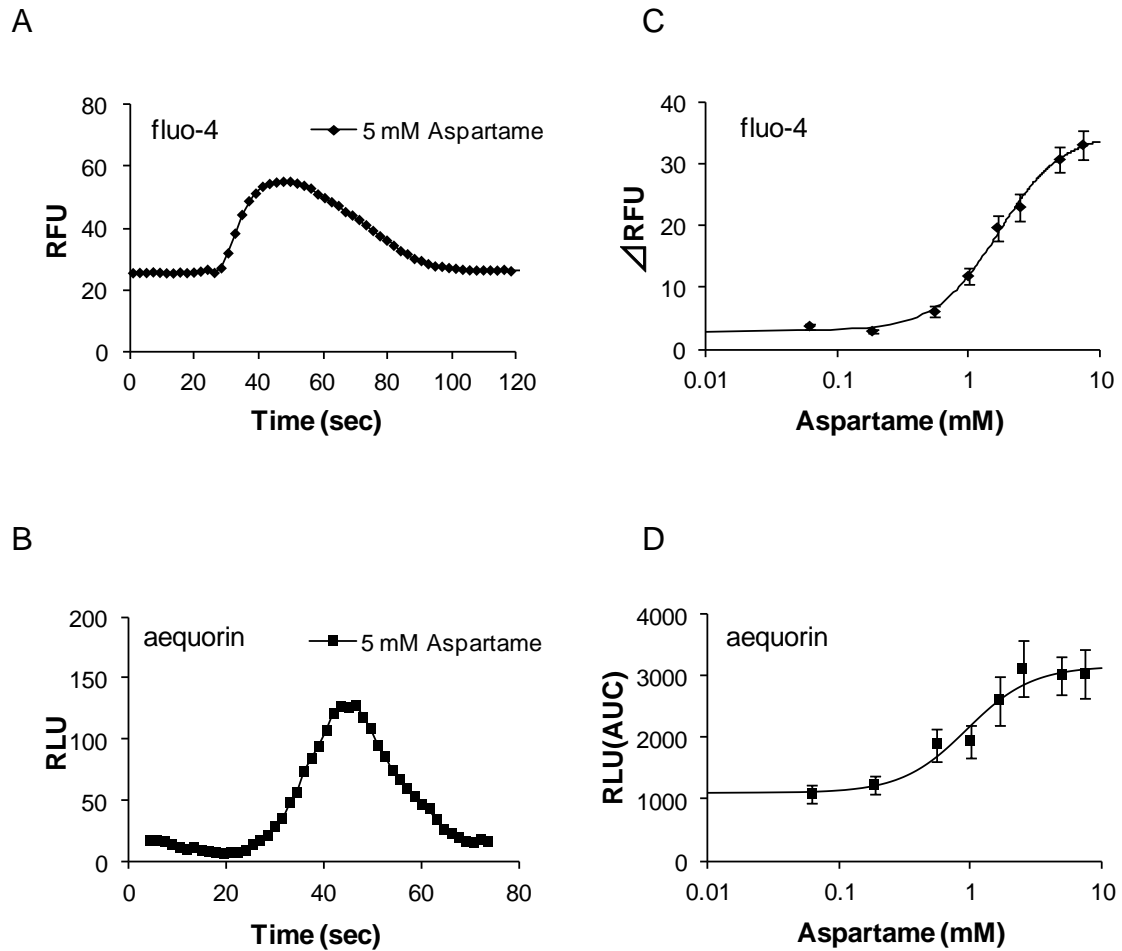 A
fluo-4
5 mM Aspartame
RFU
80
60
40
20
0
0 20 40 60 80 100 120
Time (sec)
C
fluo-4
⊿RFU
40
30
20
10
0
0.01 0.1 1 10
Aspartame (mM)
B
aequorin
5 mM Aspartame
RLU
200
150
100
50
0
0 20 40 60 80
Time (sec)
D
aequorin
RLU(AUC)
4000
3000
2000
1000
0
0.01 0.1 1 10
Aspartame (mM)